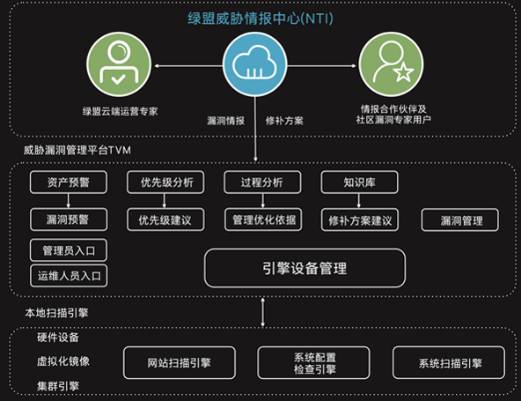 绿盟威胁情报中心(NTI)
绿盟云端运营专家
情报合作伙伴及
社区漏洞专家用户
漏洞情报 修补方案
威胁漏洞管理平台TVM
资产预警 优先级分析 过程分析 知识库
漏洞预警 优先级建议 管理优化依据 修补方案建议 漏洞管理
管理员入口
运维人员入口
引擎设备管理
本地扫描引擎
硬件设备
虚拟化镜像
集群引擎
网站扫描引擎
系统配置
检查引擎
系统扫描引擎